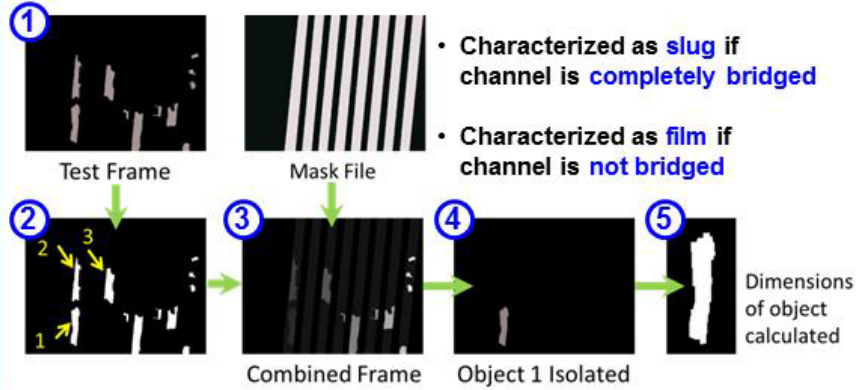 1
• Characterized as slug if
channel is completely bridged
• Characterized as film if
channel is not bridged
Test Frame
Mask File
2
3
4
5
2
3
1
Dimensions
of object
calculated
Combined Frame
Object 1 Isolated